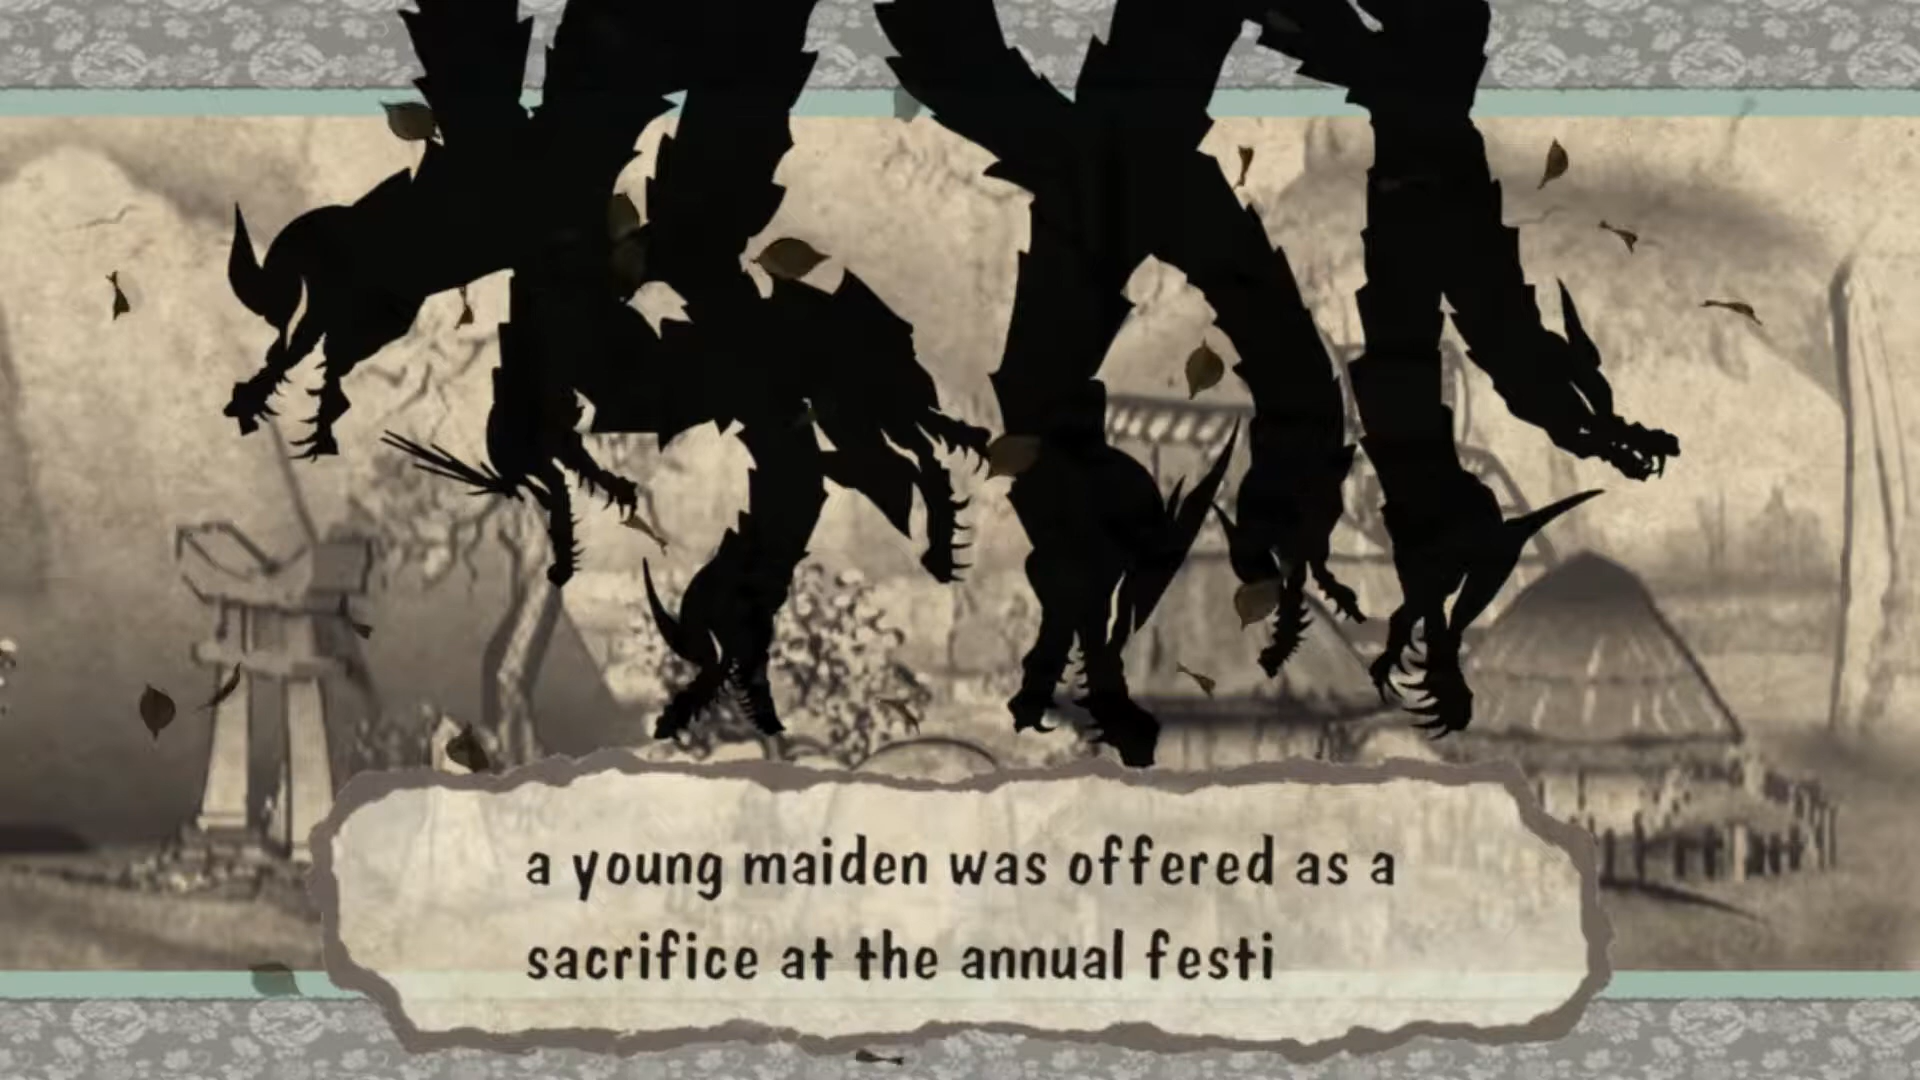 a young maiden was offered as a
sacrifice at the annual festi